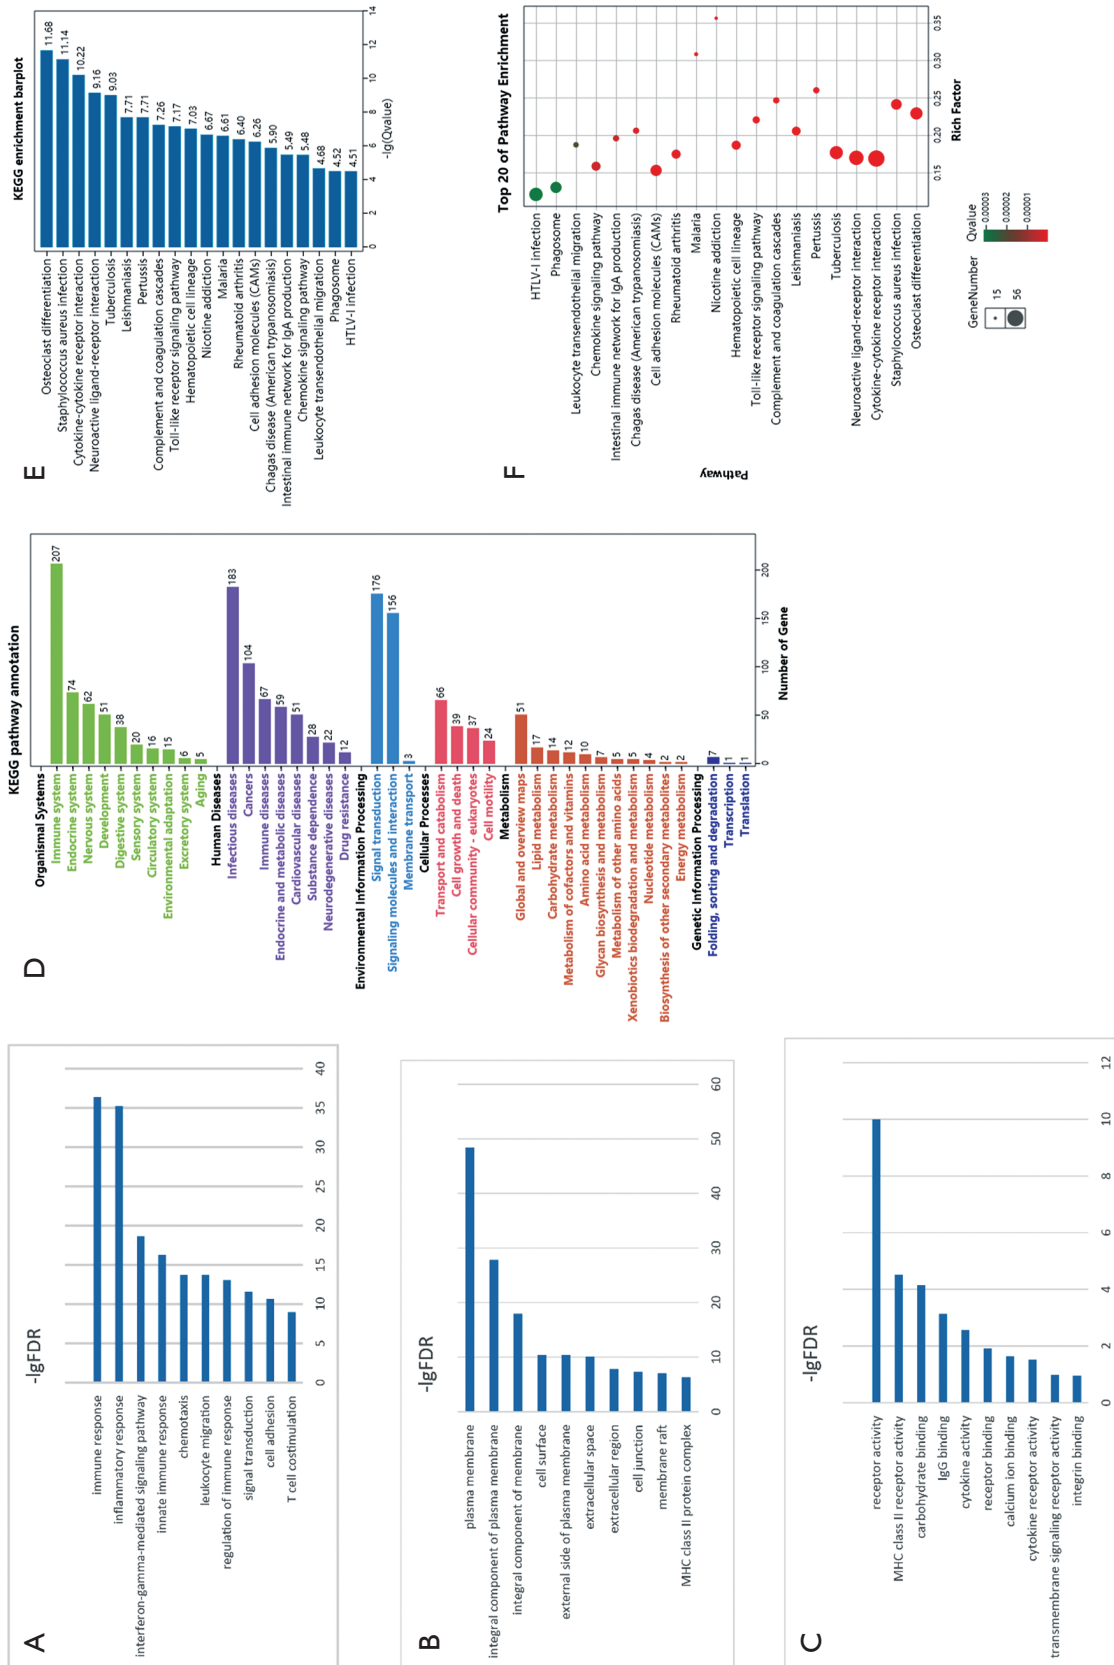 A
-lgFDR
immune response
inflammatory response
interferon-gamma-mediated signaling pathway
innate immune response
chemotaxis
leukocyte migration
regulation of immune response
signal transduction
cell adhesion
T cell costimulation
0 5 10 15 20 25 30 35 40
B
-lgFDR
plasma membrane
integral component of plasma membrane
integral component of membrane
cell surface
external side of plasma membrane
extracellular space
extracellular region
cell junction
membrane raft
MHC class II protein complex
0 10 20 30 40 50 60
C
-lgFDR
receptor activity
MHC class II receptor activity
carbohydrate binding
IgG binding
cytokine activity
receptor binding
calcium ion binding
cytokine receptor activity
transmembrane signaling receptor activity
integrin binding
0 2 4 6 8 10 12
D
KEGG pathway annotation
Organismal Systems
Immune system 207
Endocrine system 74
Nervous system 62
Development 51
Digestive system 38
Sensory system 20
Circulatory system 16
Environmental adaptation 15
Excretory system 6
Aging 5
Human Diseases
Infectious diseases 183
Cancers 104
Immune diseases 67
Endocrine and metabolic diseases 59
Cardiovascular diseases 51
Substance dependence 28
Neurodegenerative diseases 22
Drug resistance 12
Environmental Information Processing
Signal transduction 176
Signaling molecules and interaction 156
Membrane transport 3
Cellular Processes
Transport and catabolism 66
Cell growth and death 39
Cellular community - eukaryotes 37
Cell motility 24
Metabolism
Global and overview maps 51
Lipid metabolism 17
Carbohydrate metabolism 14
Metabolism of cofactors and vitamins 12
Amino acid metabolism 10
Glycan biosynthesis and metabolism 7
Metabolism of other amino acids 5
Xenobiotics biodegradation and metabolism 5
Nucleotide metabolism 4
Biosynthesis of other secondary metabolites 2
Energy metabolism 2
Genetic Information Processing
Folding, sorting and degradation 7
Transcription 1
Translation 1
0 50 100 150 200
Number of Gene
E
KEGG enrichment barplot
Osteoclast differentiation 11.68
Staphylococcus aureus infection 11.14
Cytokine-cytokine receptor interaction 10.22
Neuroactive ligand-receptor interaction 9.16
Tuberculosis 9.03
Leishmaniasis 7.71
Pertussis 7.71
Complement and coagulation cascades 7.26
Toll-like receptor signaling pathway 7.17
Hematopoietic cell lineage 7.03
Nicotine addiction 6.67
Malaria 6.61
Rheumatoid arthritis 6.40
Cell adhesion molecules (CAMs) 6.26
Chagas disease (American trypanosomiasis) 5.90
Intestinal immune network for IgA production 5.49
Chemokine signaling pathway 5.48
Leukocyte transendothelial migration 4.68
Phagosome 4.52
HTLV-I infection 4.51
0 2 4 6 8 10 12 14
-lg(Qvalue)
F
Top 20 of Pathway Enrichment
Pathway
HTLV-I infection
Phagosome
Leukocyte transendothelial migration
Chemokine signaling pathway
Intestinal immune network for IgA production
Chagas disease (American trypanosomiasis)
Cell adhesion molecules (CAMs)
Rheumatoid arthritis
Malaria
Nicotine addiction
Hematopoietic cell lineage
Toll-like receptor signaling pathway
Complement and coagulation cascades
Leishmaniasis
Pertussis
Tuberculosis
Neuroactive ligand-receptor interaction
Cytokine-cytokine receptor interaction
Staphylococcus aureus infection
Osteoclast differentiation
0.15 0.20 0.25 0.30 0.35
Rich Factor
GeneNumber
15
56
Qvalue
0.00003
0.00002
0.00001